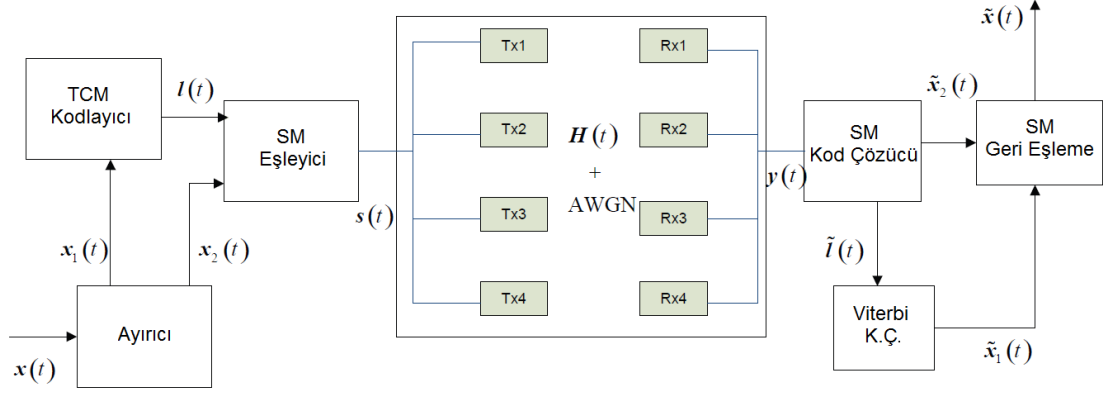 x̃(t)
TCM
Kodlayıcı
l(t)
SM
Eşleyici
Tx1
Rx1
Tx2
Rx2
H(t)
+
AWGN
Tx3
Rx3
Tx4
Rx4
s(t)
y(t)
SM
Kod Çözücü
x̃₂(t)
SM
Geri Eşleme
x₁(t)
x₂(t)
l̃(t)
Ayırıcı
x(t)
Viterbi
K.Ç.
x̃₁(t)